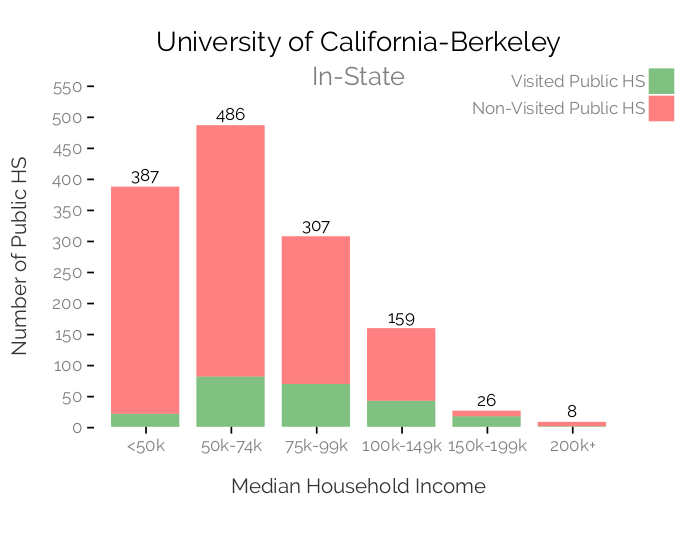 University of California-Berkeley
In-State
Visited Public HS
Non-Visited Public HS
Number of Public HS
550
500
450
400
350
300
250
200
150
100
50
0
387
486
307
159
26
8
<50k
50k-74k
75k-99k
100k-149k
150k-199k
200k+
Median Household Income